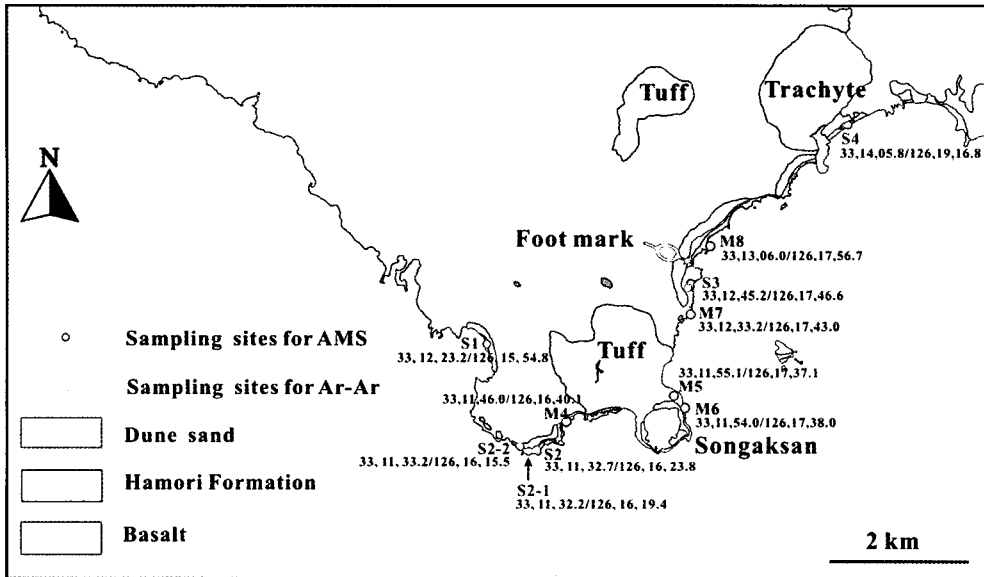 Tuff
Trachyte
S4
33,14,05.8/126,19,16.8
N
Foot mark
M8
33,13,06.0/126,17,56.7
S3
33,12,45.2/126,17,46.6
M7
33,12,33.2/126,17,43.0
Sampling sites for AMS
S1
33, 12, 23.2/126, 15, 54.8
Tuff
33,11,55.1/126,17,37.1
M5
Sampling sites for Ar-Ar
33,11,46.0/126,16,40.1
M4
M6
33,11,54.0/126,17,38.0
Dune sand
S2-2
33, 11, 33.2/126, 16, 15.5
S2
33, 11, 32.7/126, 16, 23.8
Songaksan
Hamori Formation
S2-1
33, 11, 32.2/126, 16, 19.4
Basalt
2 km